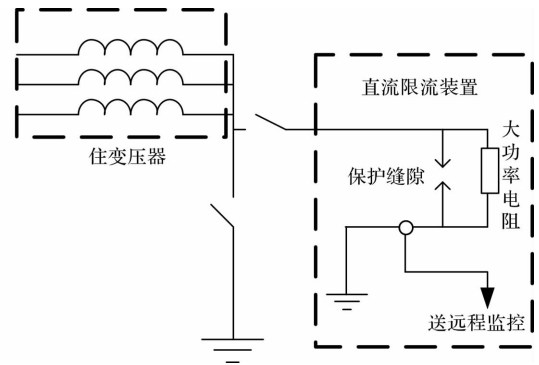 直流限流装置
住变压器
保护缝隙
大功率电阻
送远程监控